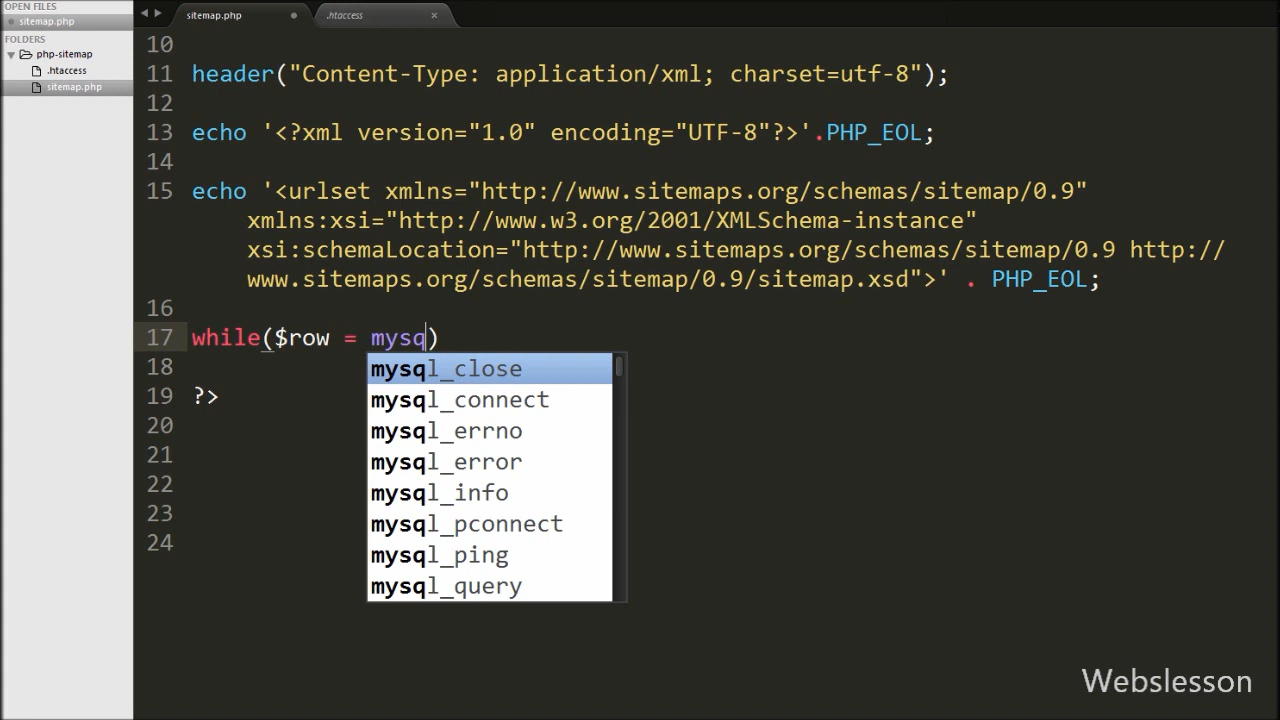 OPEN FILES
sitemap.php
FOLDERS
php-sitemap
.htaccess
sitemap.php
sitemap.php
.htaccess
10
11 header("Content-Type: application/xml; charset=utf-8");
12
13 echo '<?xml version="1.0" encoding="UTF-8"?>'.PHP_EOL;
14
15 echo '<urlset xmlns="http://www.sitemaps.org/schemas/sitemap/0.9"
xmlns:xsi="http://www.w3.org/2001/XMLSchema-instance"
xsi:schemaLocation="http://www.sitemaps.org/schemas/sitemap/0.9 http://
www.sitemaps.org/schemas/sitemap/0.9/sitemap.xsd">' . PHP_EOL;
16
17 while($row = mysq)
18
19 ?>
20
21
22
23
24
mysql_close
mysql_connect
mysql_errno
mysql_error
mysql_info
mysql_pconnect
mysql_ping
mysql_query
Webslesson